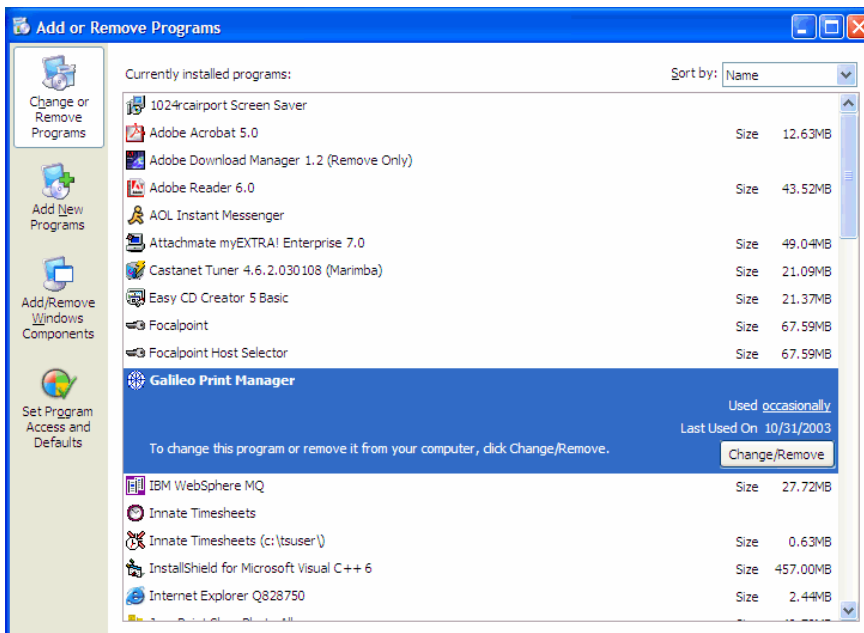 Add or Remove Programs
Change or
Remove
Programs
Add New
Programs
Add/Remove
Windows
Components
Set Program
Access and
Defaults
Currently installed programs:
Sort by: Name
1024rcairport Screen Saver
Adobe Acrobat 5.0 Size 12.63MB
Adobe Download Manager 1.2 (Remove Only)
Adobe Reader 6.0 Size 43.52MB
AOL Instant Messenger
Attachmate myEXTRA! Enterprise 7.0 Size 49.04MB
Castanet Tuner 4.6.2.030108 (Marimba) Size 21.09MB
Easy CD Creator 5 Basic Size 21.37MB
Focalpoint Size 67.59MB
Focalpoint Host Selector Size 67.59MB
Galileo Print Manager
Used occasionally
Last Used On 10/31/2003
To change this program or remove it from your computer, click Change/Remove.
Change/Remove
IBM WebSphere MQ Size 27.72MB
Innate Timesheets
Innate Timesheets (c:\tsuser\) Size 0.63MB
InstallShield for Microsoft Visual C++ 6 Size 457.00MB
Internet Explorer Q828750 Size 2.44MB